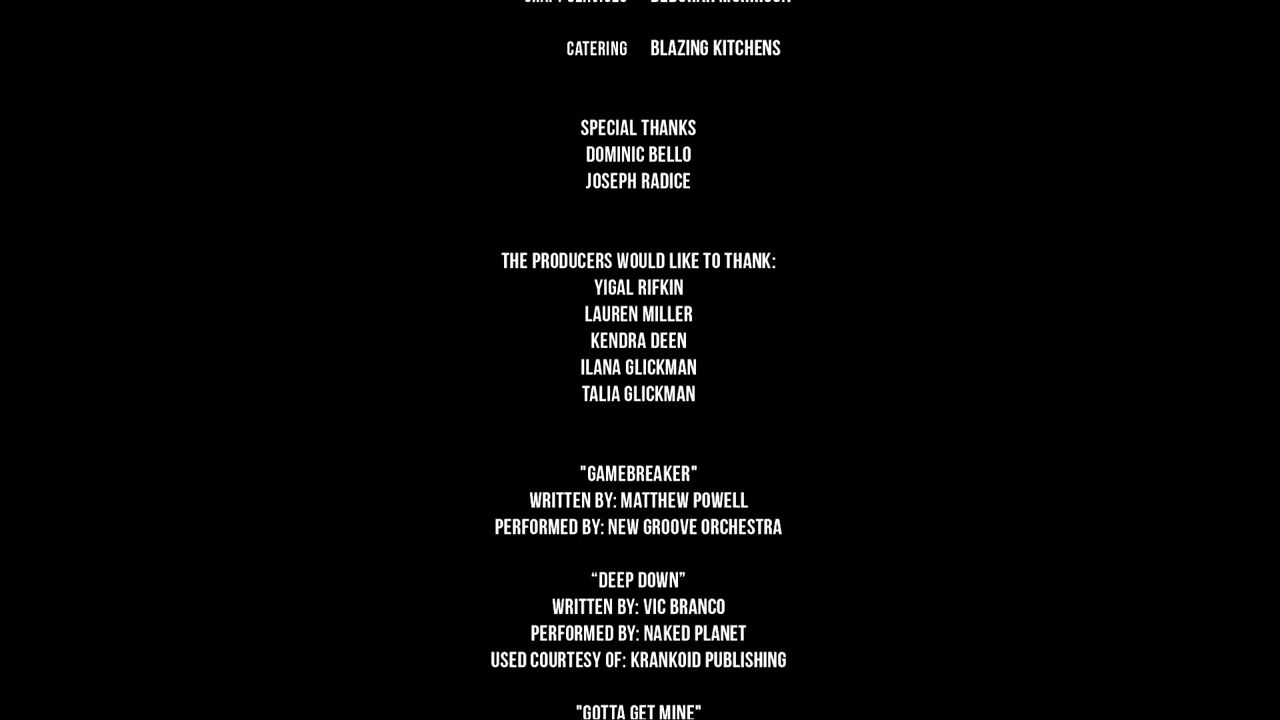 CATERING BLAZING KITCHENS
SPECIAL THANKS
DOMINIC BELLO
JOSEPH RADICE
THE PRODUCERS WOULD LIKE TO THANK:
YIGAL RIFKIN
LAUREN MILLER
KENDRA DEEN
ILANA GLICKMAN
TALIA GLICKMAN
"GAMEBREAKER"
WRITTEN BY: MATTHEW POWELL
PERFORMED BY: NEW GROOVE ORCHESTRA
“DEEP DOWN”
WRITTEN BY: VIC BRANCO
PERFORMED BY: NAKED PLANET
USED COURTESY OF: KRANKOID PUBLISHING
"GOTTA GET MINE"